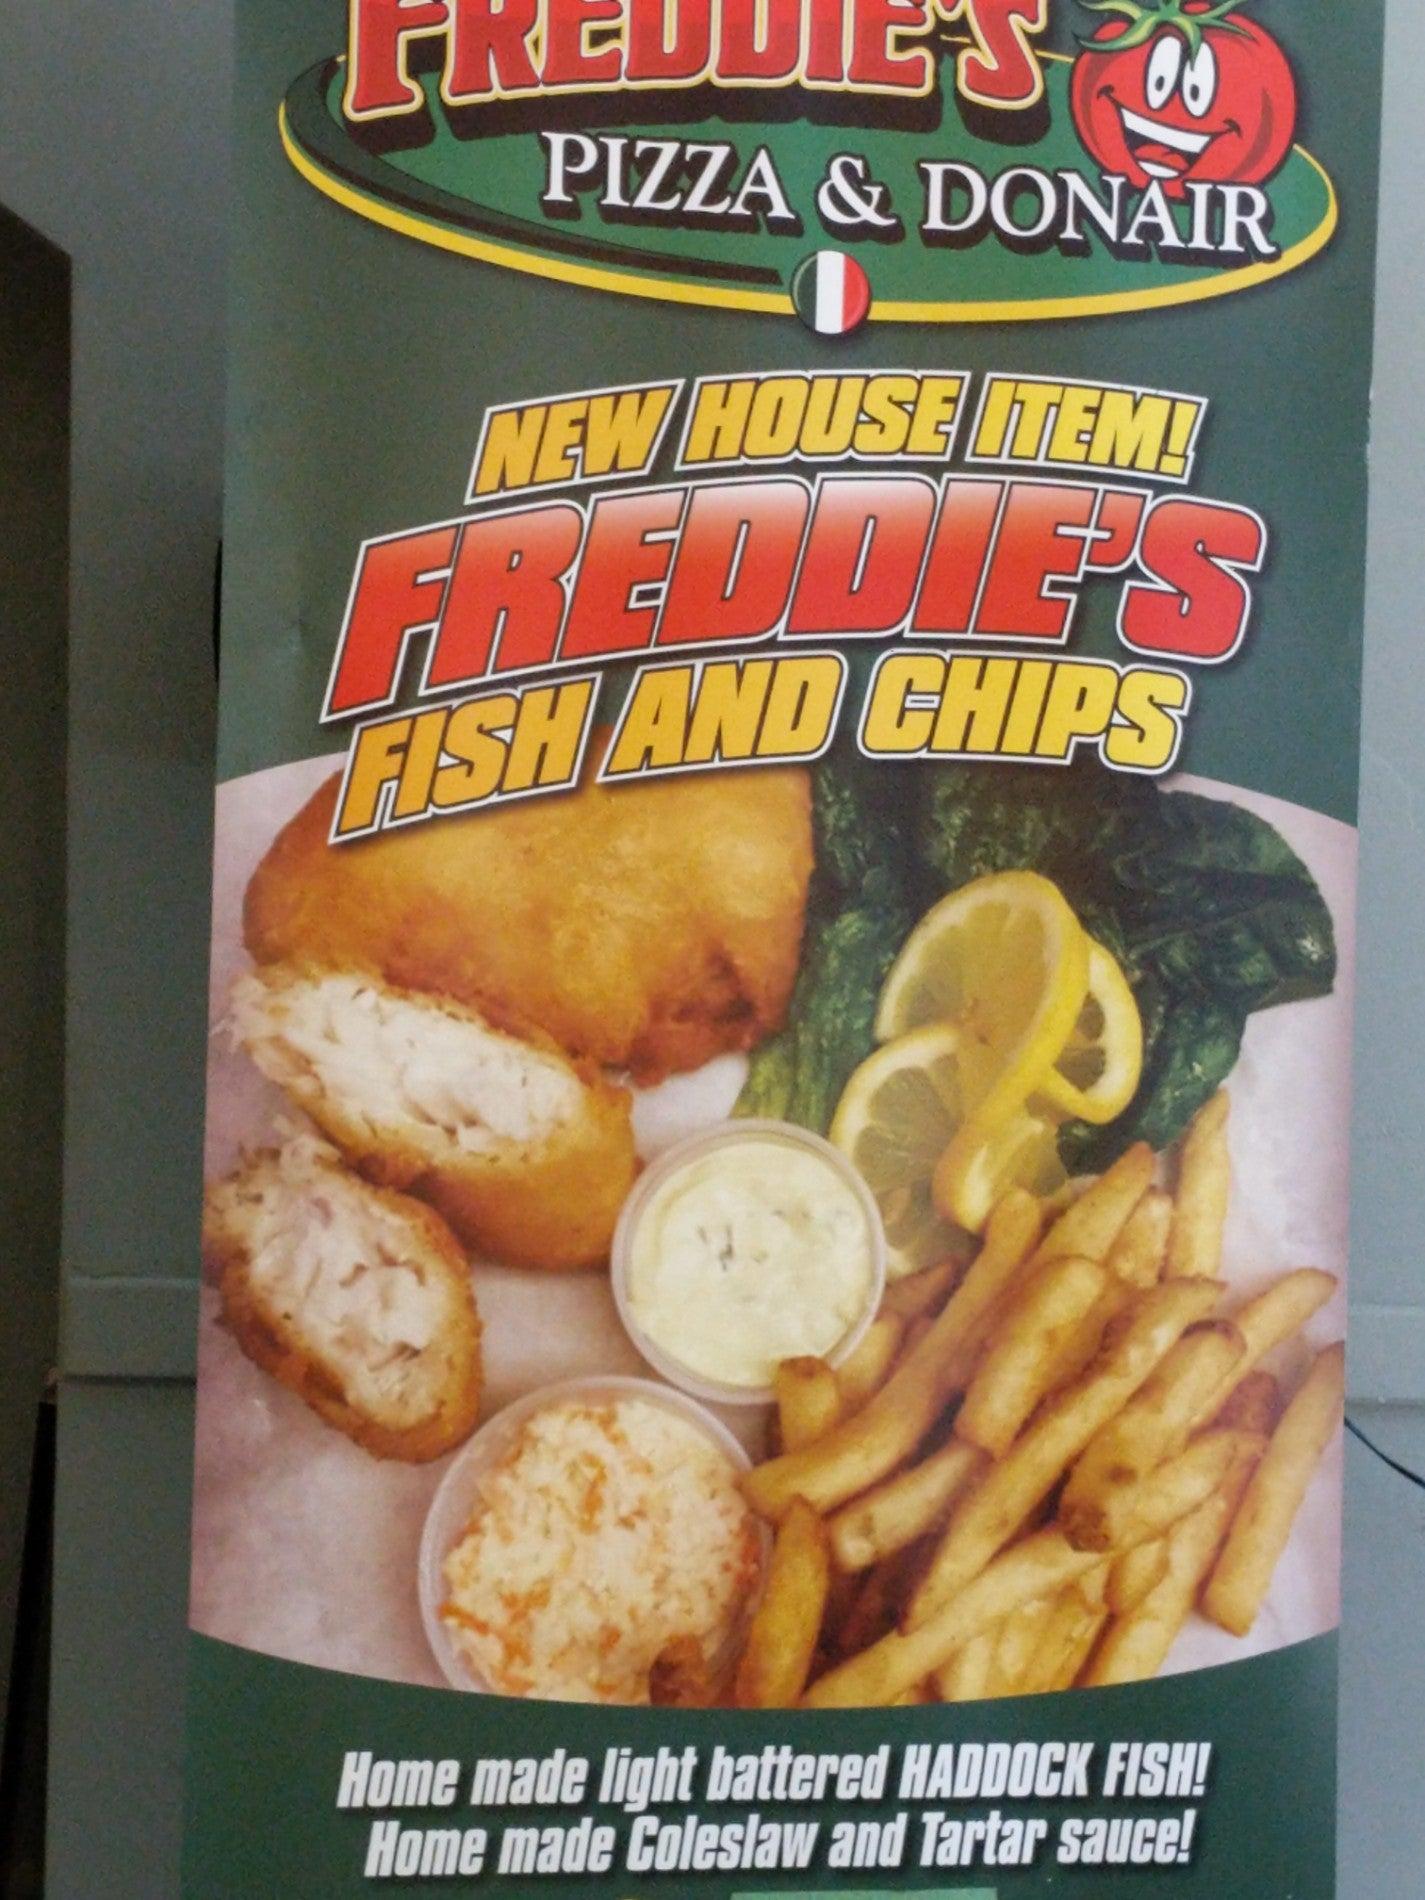 FREDDIE'S
PIZZA & DONAIR
NEW HOUSE ITEM!
FREDDIE'S
FISH AND CHIPS
Home made light battered HADDOCK FISH!
Home made Coleslaw and Tartar sauce!